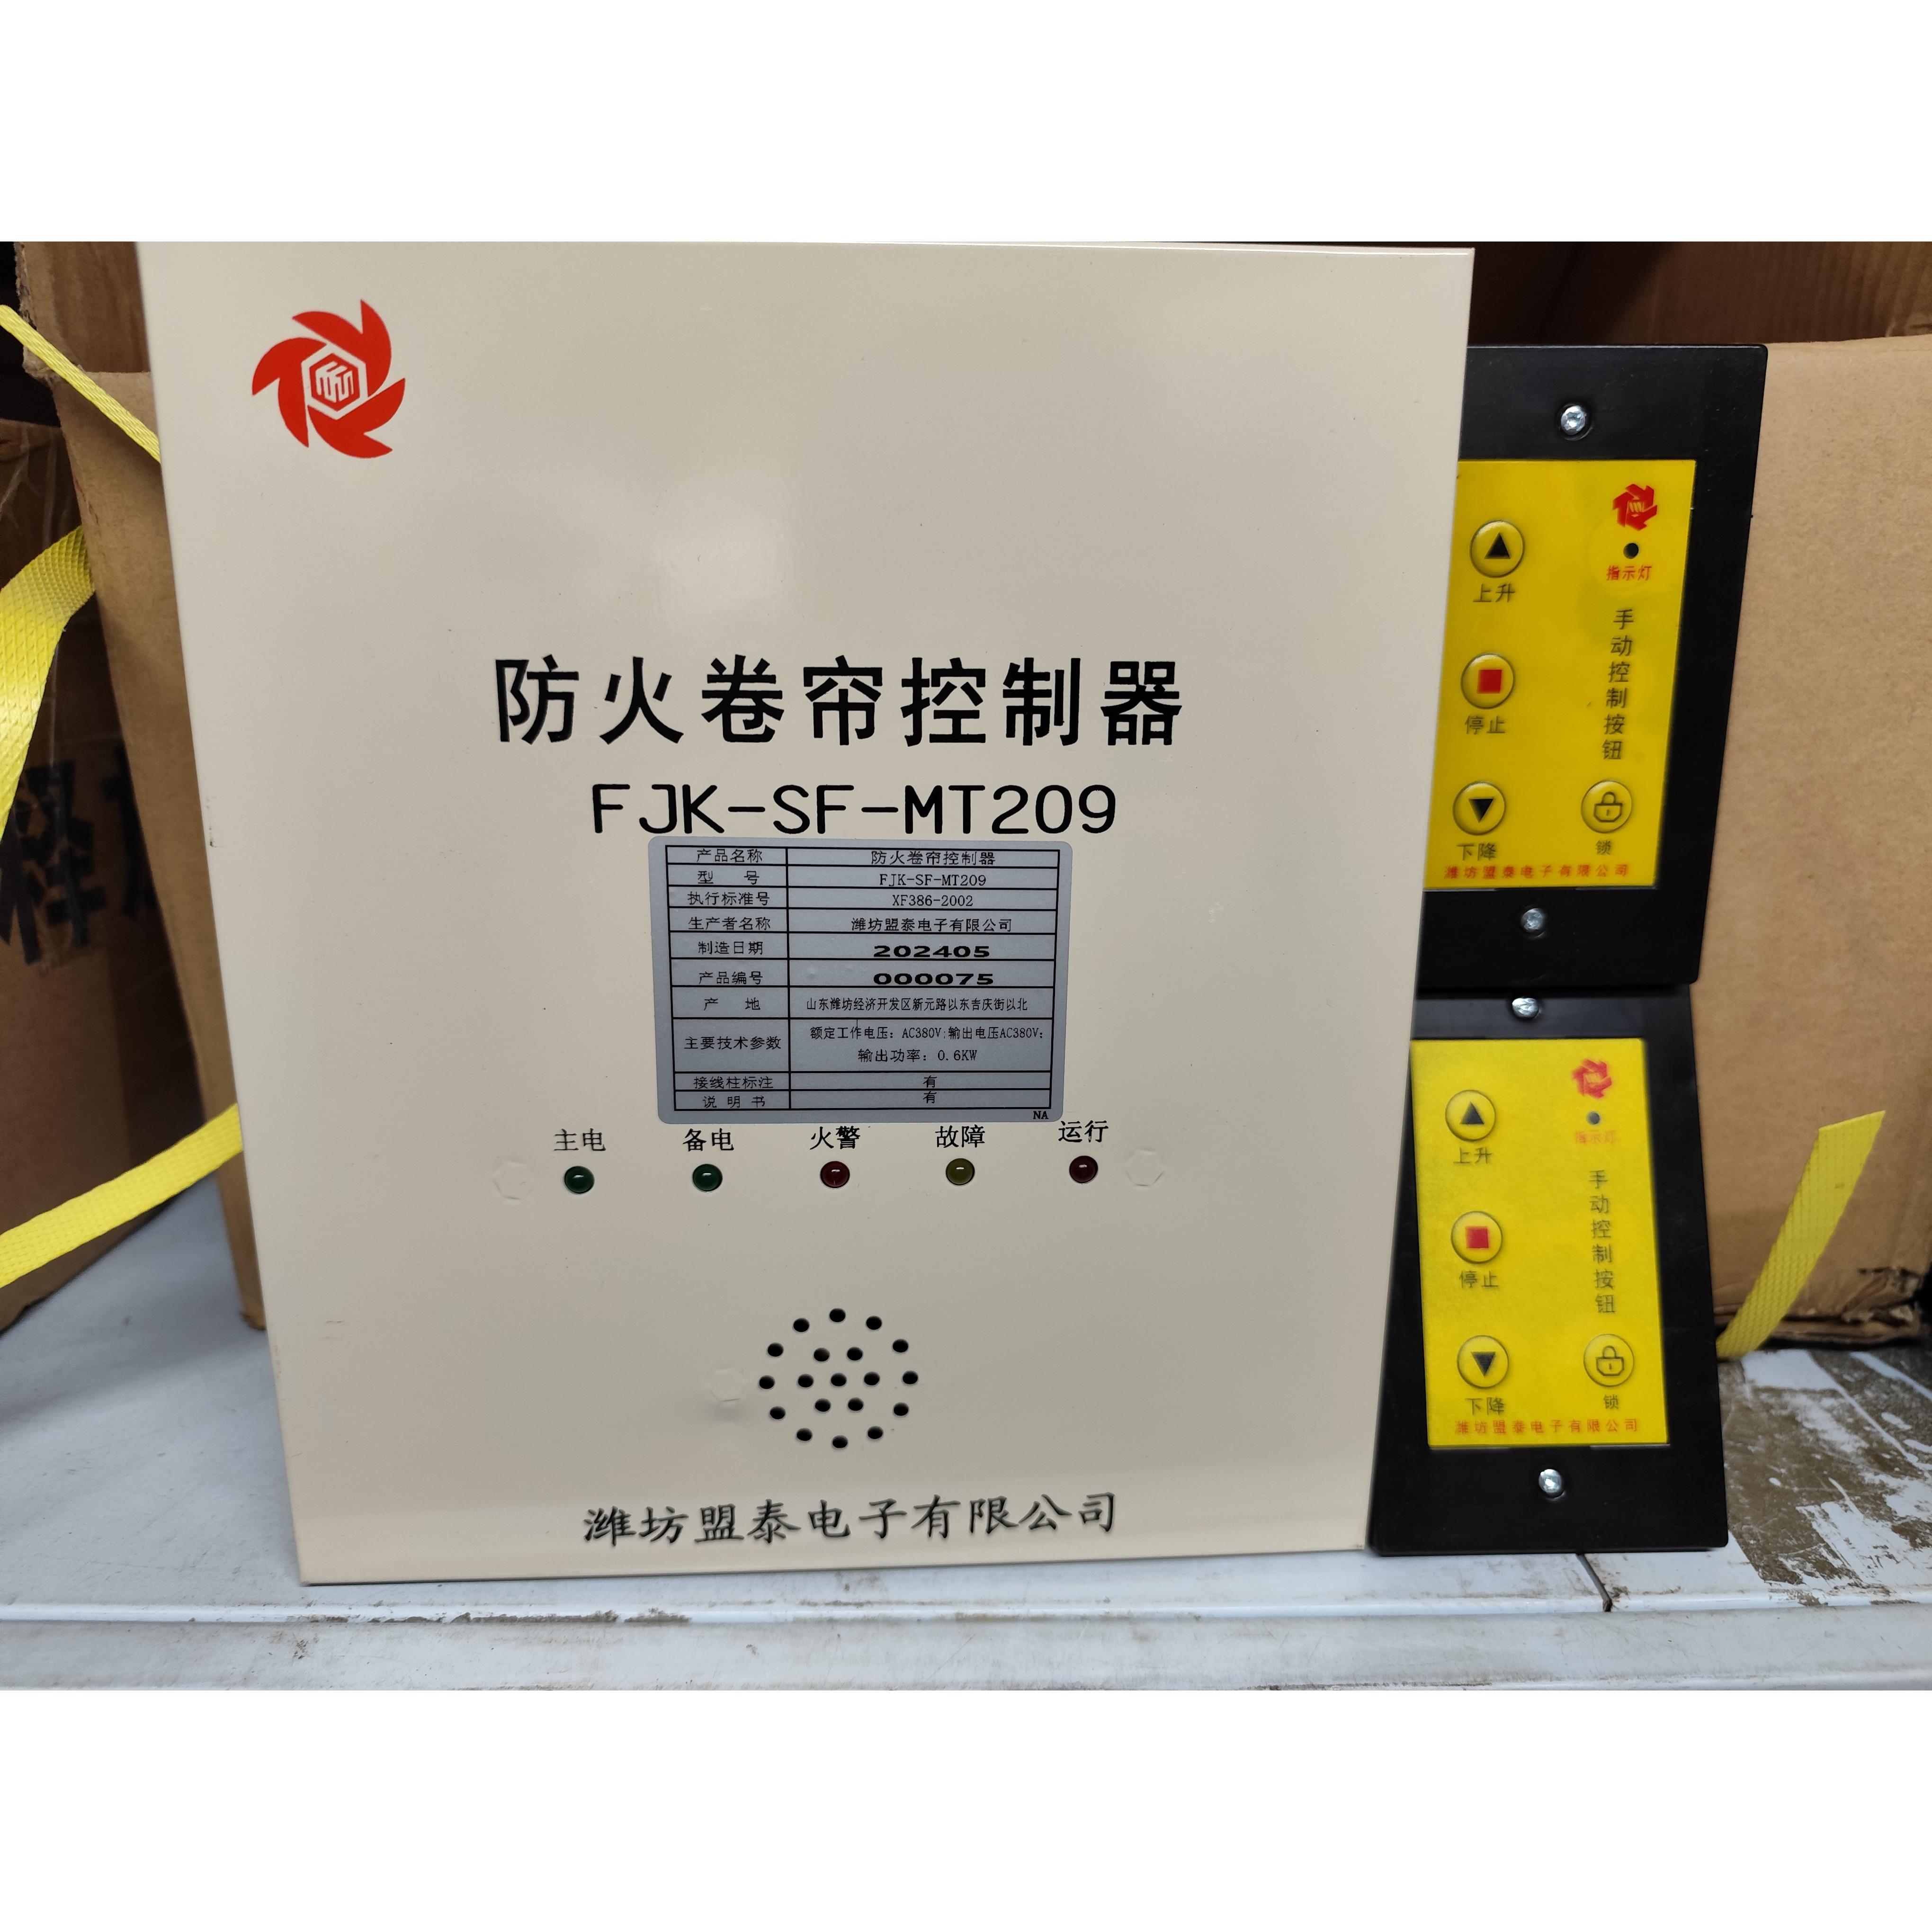 防火卷帘控制器
FJK-SF-MT209
产品名称 防火卷帘控制器
型 号 FJK-SF-MT209
执行标准号 XF386-2002
生产者名称 潍坊盟泰电子有限公司
制造日期 202405
产品编号 000075
产 地 山东潍坊经济开发区新元路以东吉庆街以北
主要技术参数 额定工作电压：AC380V;输出电压AC380V;
输出功率：0.6KW
接线柱标注 有
说明书 有
NA
主电 备电 火警 故障 运行
潍坊盟泰电子有限公司
指示灯
上升
手动控制按钮
停止
下降
锁
潍坊盟泰电子有限公司
指示灯
上升
手动控制按钮
停止
下降
锁
潍坊盟泰电子有限公司